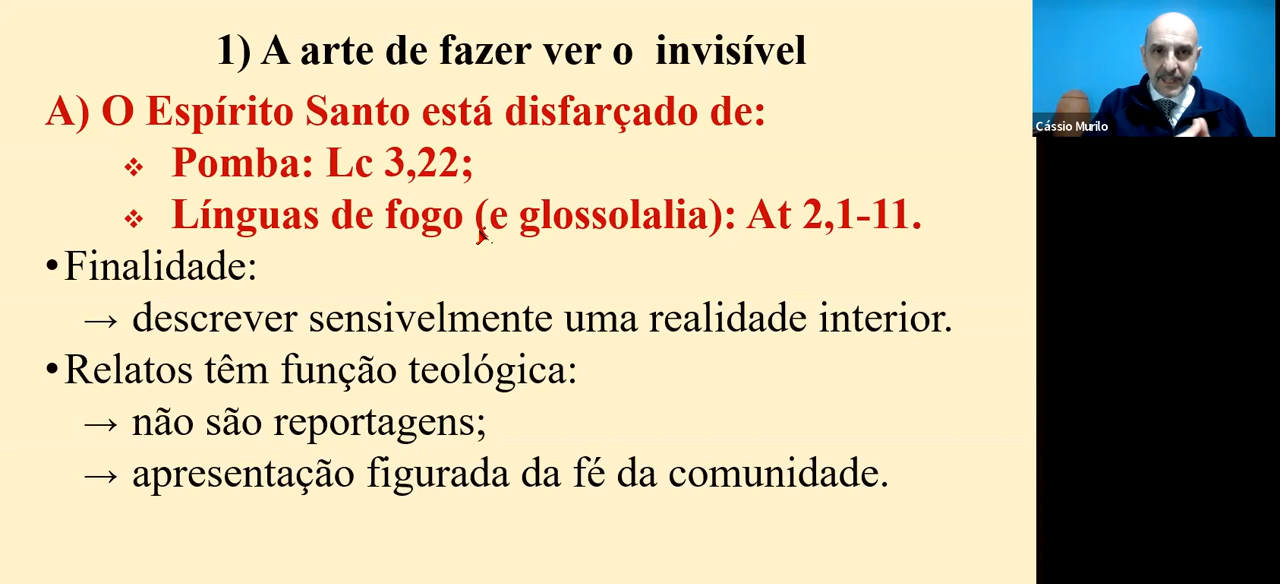 1) A arte de fazer ver o  invisível
A) O Espírito Santo está disfarçado de:
❖ Pomba: Lc 3,22;
❖ Línguas de fogo (e glossolalia): At 2,1-11.
•Finalidade:
→ descrever sensivelmente uma realidade interior.
•Relatos têm função teológica:
→ não são reportagens;
→ apresentação figurada da fé da comunidade.
Cássio Murilo